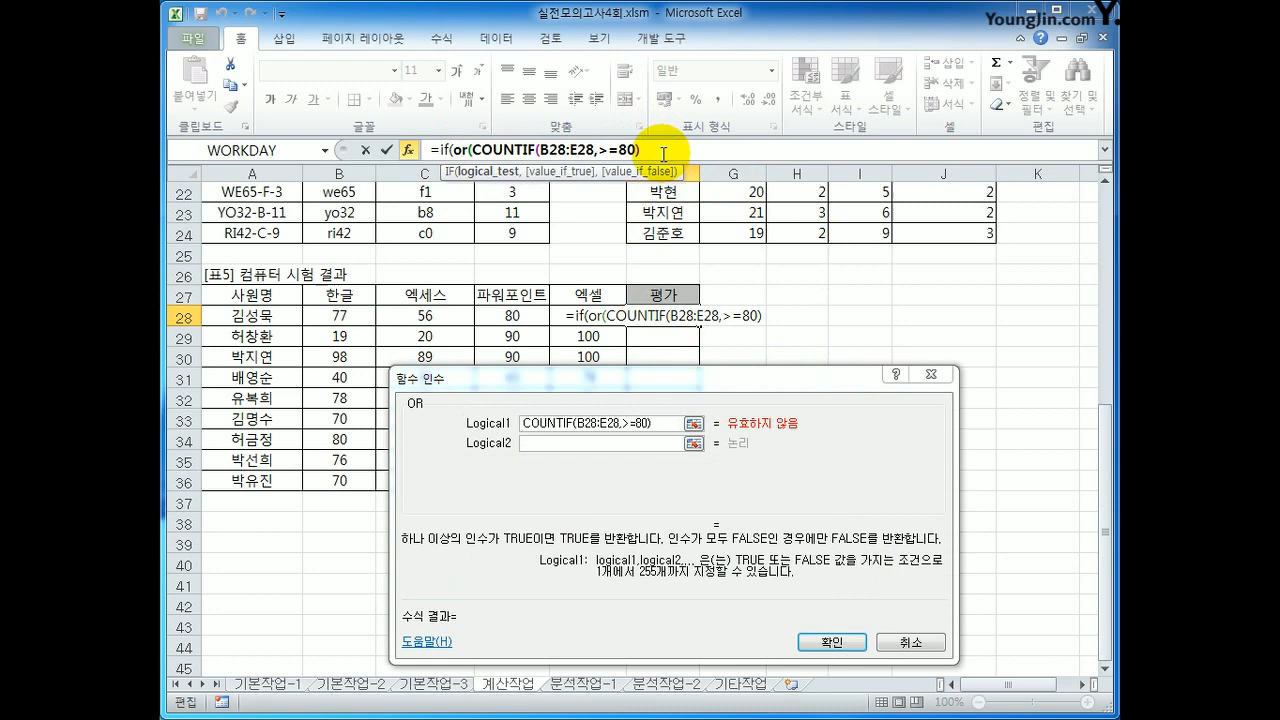 실전모의고사4회.xlsm - Microsoft Excel
YoungJin.com Y.
파일 홈 삽입 페이지 레이아웃 수식 데이터 검토 보기 개발 도구
붙여넣기
클립보드
11
가 가 가
글꼴
맞춤
일반
표시 형식
조건부 서식
표 서식
셀 스타일
스타일
삽입
삭제
서식
셀
정렬 및 필터
찾기 및 선택
편집
WORKDAY =if(or(COUNTIF(B28:E28,>=80)
IF(logical_test, [value_if_true], [value_if_false])
A B C G H I J K
22 WE65-F-3 we65 f1 3 박현 20 2 5 2
23 YO32-B-11 yo32 b8 11 박지연 21 3 6 2
24 RI42-C-9 ri42 c0 9 김준호 19 2 9 3
25
26 [표5] 컴퓨터 시험 결과
27 사원명 한글 엑세스 파워포인트 엑셀 평가
28 김성묵 77 56 80 =if(or(COUNTIF(B28:E28,>=80)
29 허창환 19 20 90 100
30 박지연 98 89 90 100
31 배영순 40
32 유복희 78
33 김명수 70
34 허금정 80
35 박선희 76
36 박유진 70
37
38
39
40
41
42
43
44
45
함수 인수
OR
Logical1 COUNTIF(B28:E28,>=80) = 유효하지 않음
Logical2 = 논리
=
하나 이상의 인수가 TRUE이면 TRUE를 반환합니다. 인수가 모두 FALSE인 경우에만 FALSE를 반환합니다.
Logical1: logical1,logical2,... 은(는) TRUE 또는 FALSE 값을 가지는 조건으로
1개에서 255개까지 지정할 수 있습니다.
수식 결과=
도움말(H)
확인 취소
기본작업-1 기본작업-2 기본작업-3 계산작업 분석작업-1 분석작업-2 기타작업
편집 100%